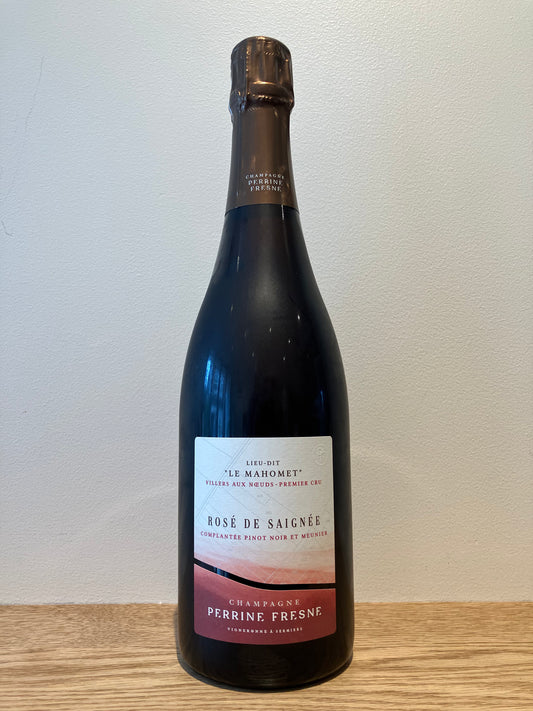 CHAMPAGNE
PERRINE
FRESNE
LIEU-DIT
"LE MAHOMET"
VILLERS AUX NŒUDS - PREMIER CRU
ROSÉ DE SAIGNÉE
COMPLANTÉE PINOT NOIR ET MEUNIER
CHAMPAGNE
PERRINE FRESNE
VIGNERONNE À SERMIERS